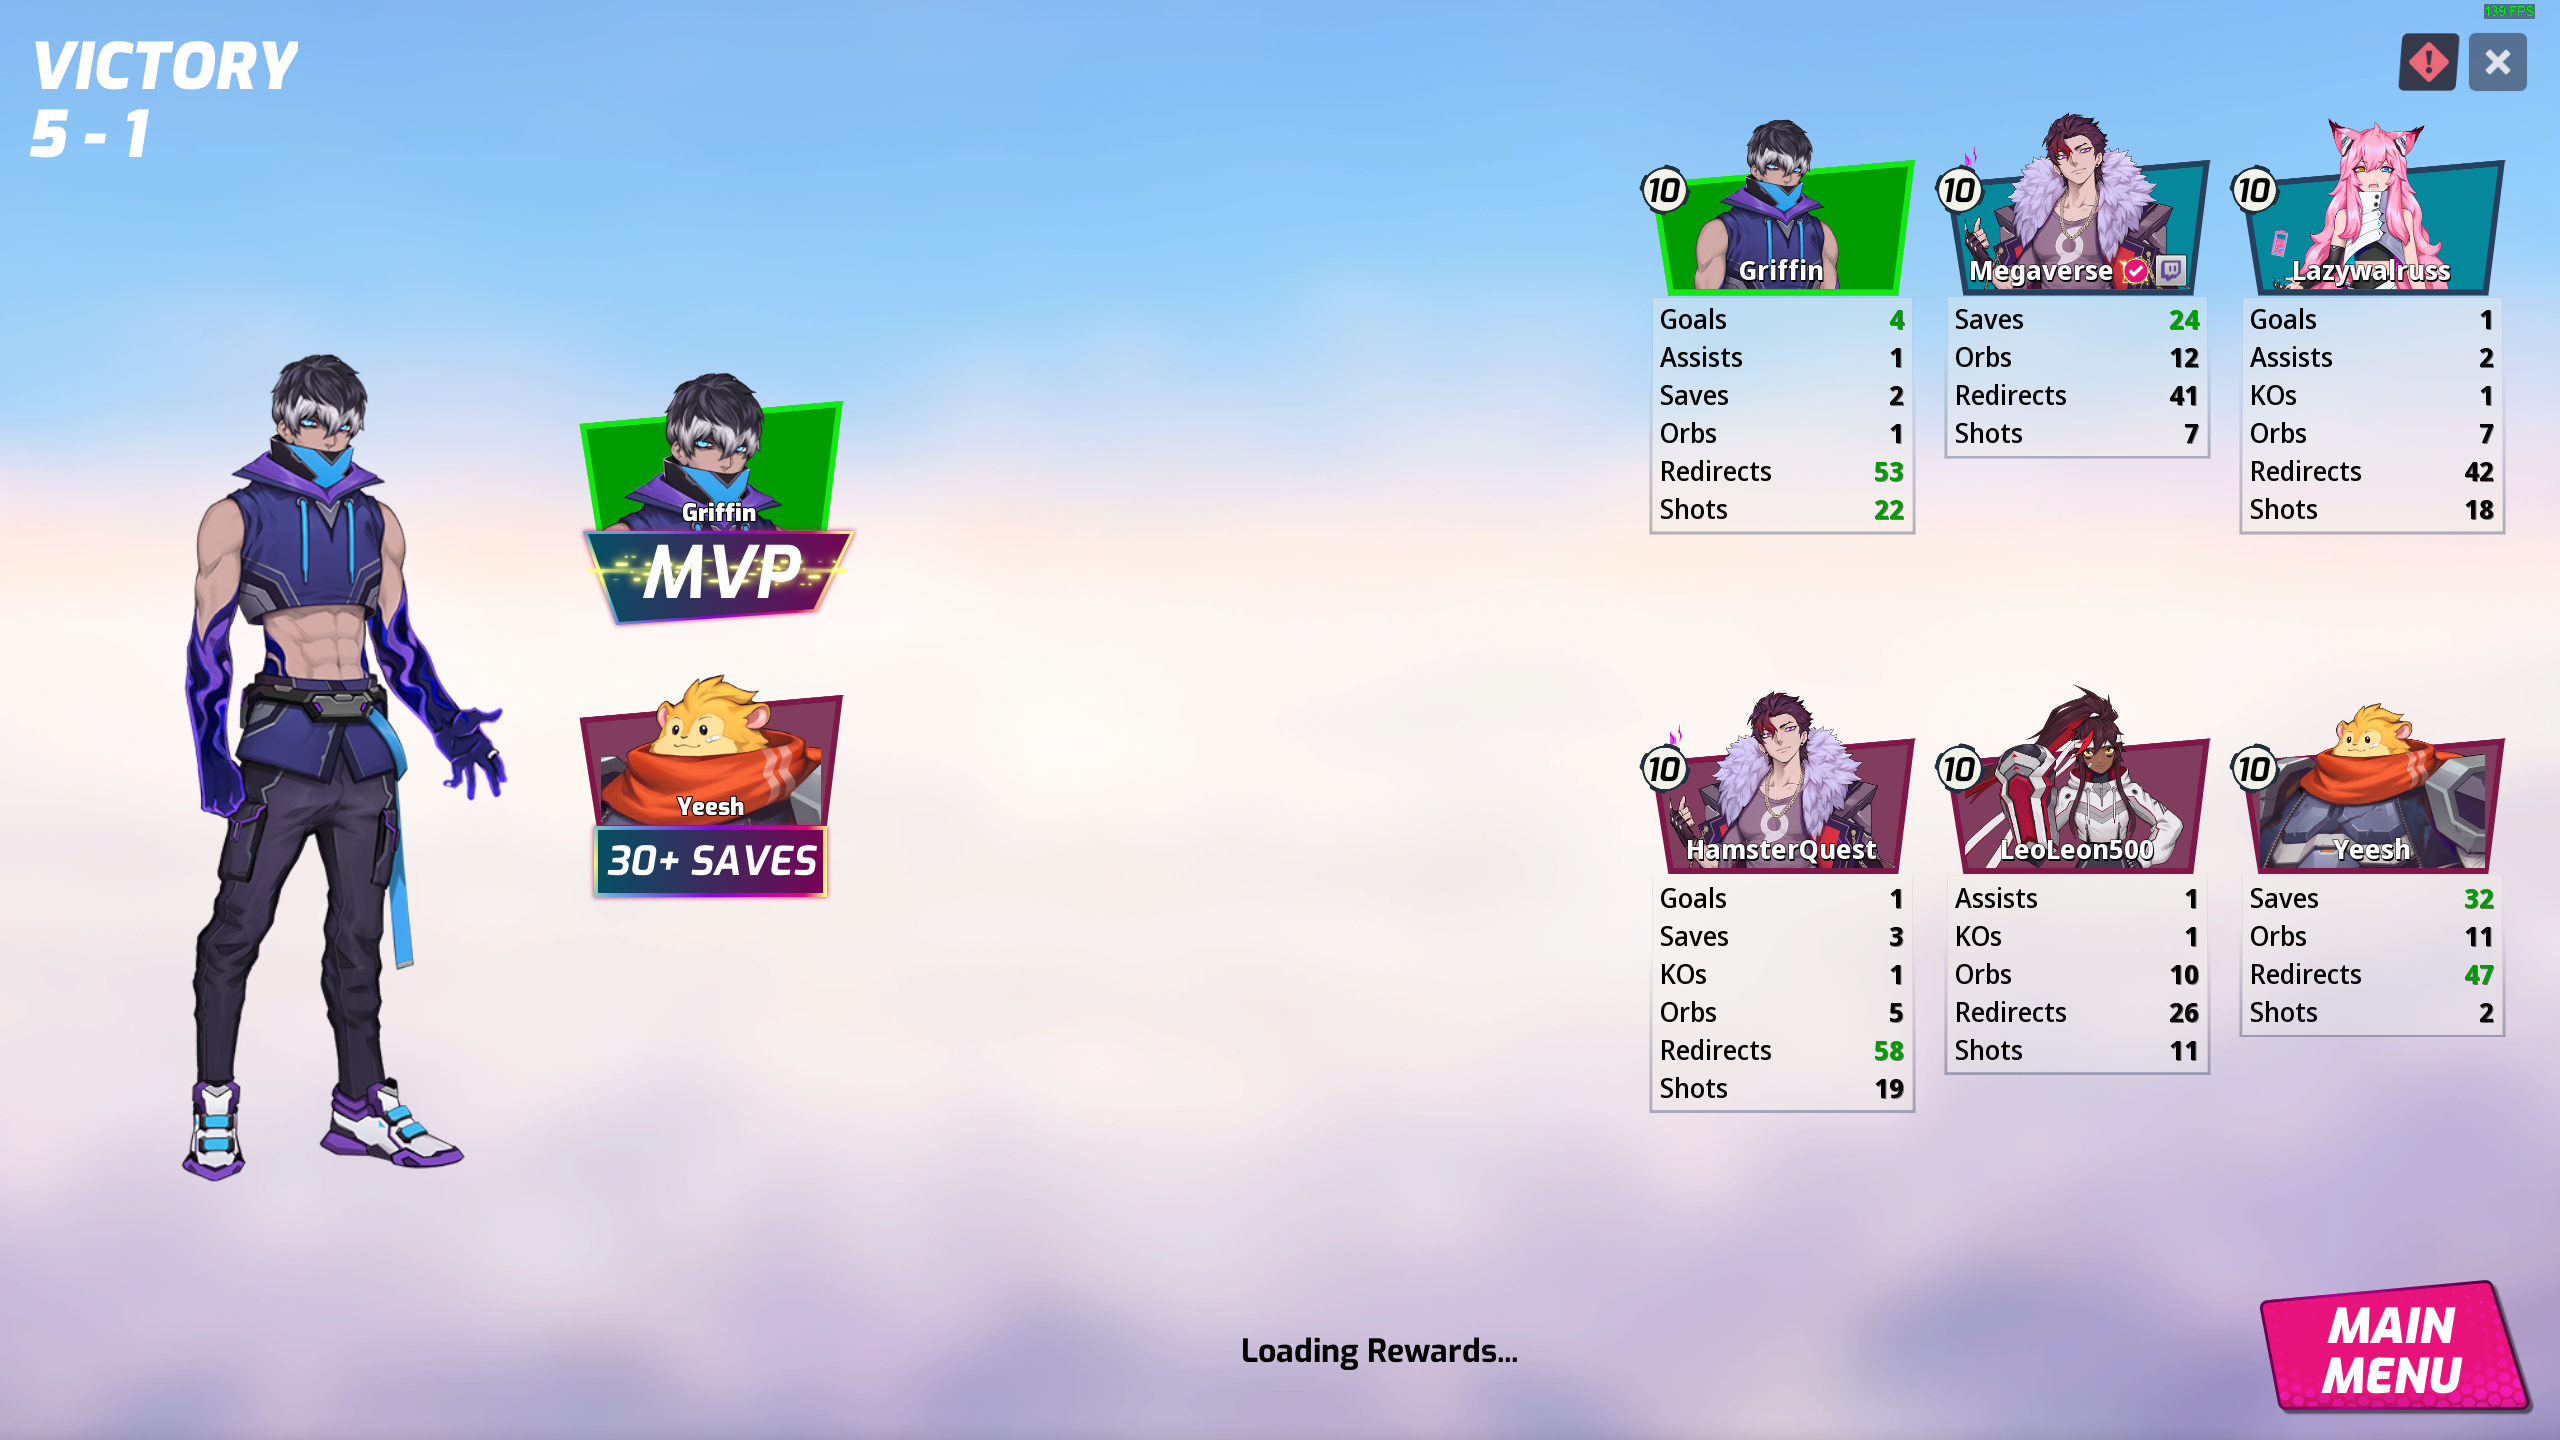 139 FPS
VICTORY
5 - 1
Griffin
MVP
Yeesh
30+ SAVES
10
Griffin
Goals 4
Assists 1
Saves 2
Orbs 1
Redirects 53
Shots 22
10
Megaverse
Saves 24
Orbs 12
Redirects 41
Shots 7
10
Lazywalruss
Goals 1
Assists 2
KOs 1
Orbs 7
Redirects 42
Shots 18
10
HamsterQuest
Goals 1
Saves 3
KOs 1
Orbs 5
Redirects 58
Shots 19
10
LeoLeon500
Assists 1
KOs 1
Orbs 10
Redirects 26
Shots 11
10
Yeesh
Saves 32
Orbs 11
Redirects 47
Shots 2
Loading Rewards...
MAIN
MENU